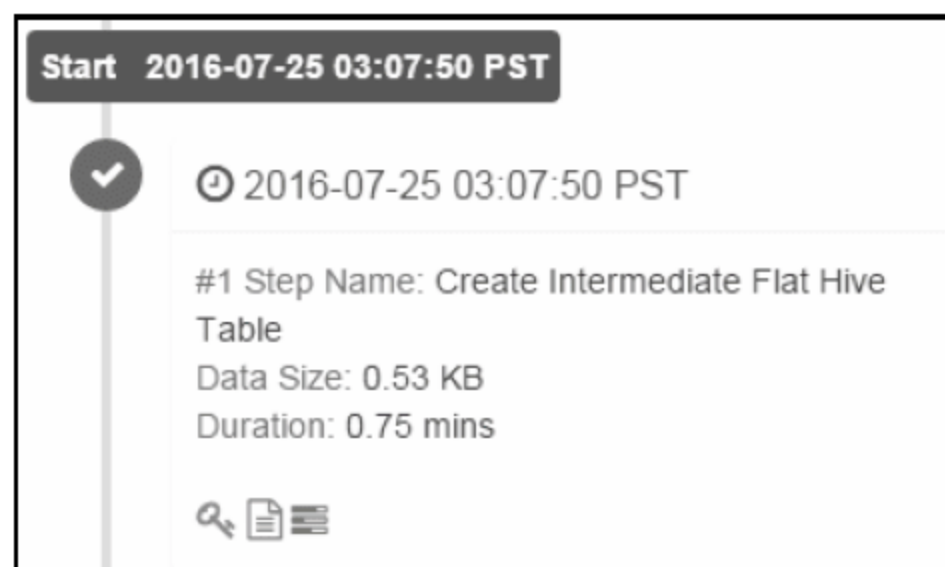 Start 2016-07-25 03:07:50 PST
2016-07-25 03:07:50 PST
#1 Step Name: Create Intermediate Flat Hive
Table
Data Size: 0.53 KB
Duration: 0.75 mins